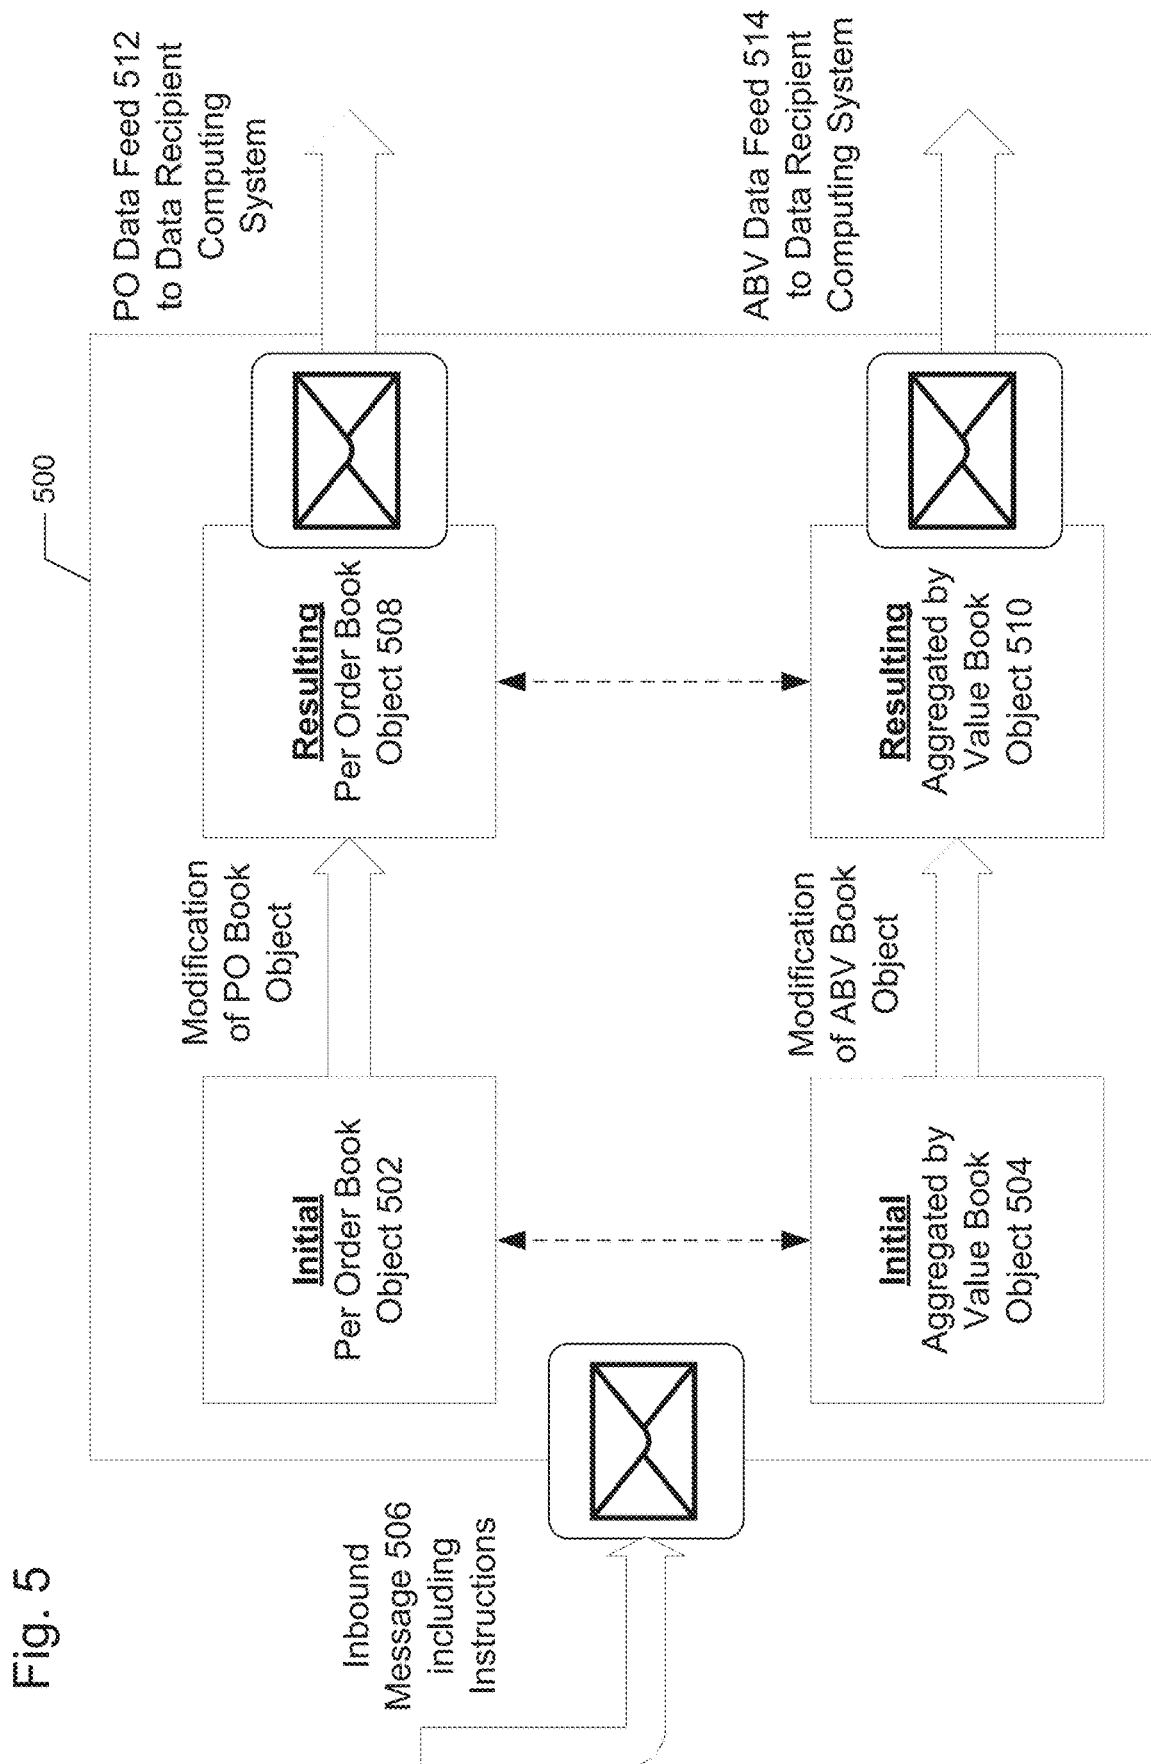 Fig. 5
500
Inbound
Message 506
including
Instructions
Initial
Per Order Book
Object 502
Modification
of PO Book
Object
Resulting
Per Order Book
Object 508
PO Data Feed 512
to Data Recipient
Computing
System
Initial
Aggregated by
Value Book
Object 504
Modification
of ABV Book
Object
Resulting
Aggregated by
Value Book
Object 510
ABV Data Feed 514
to Data Recipient
Computing System